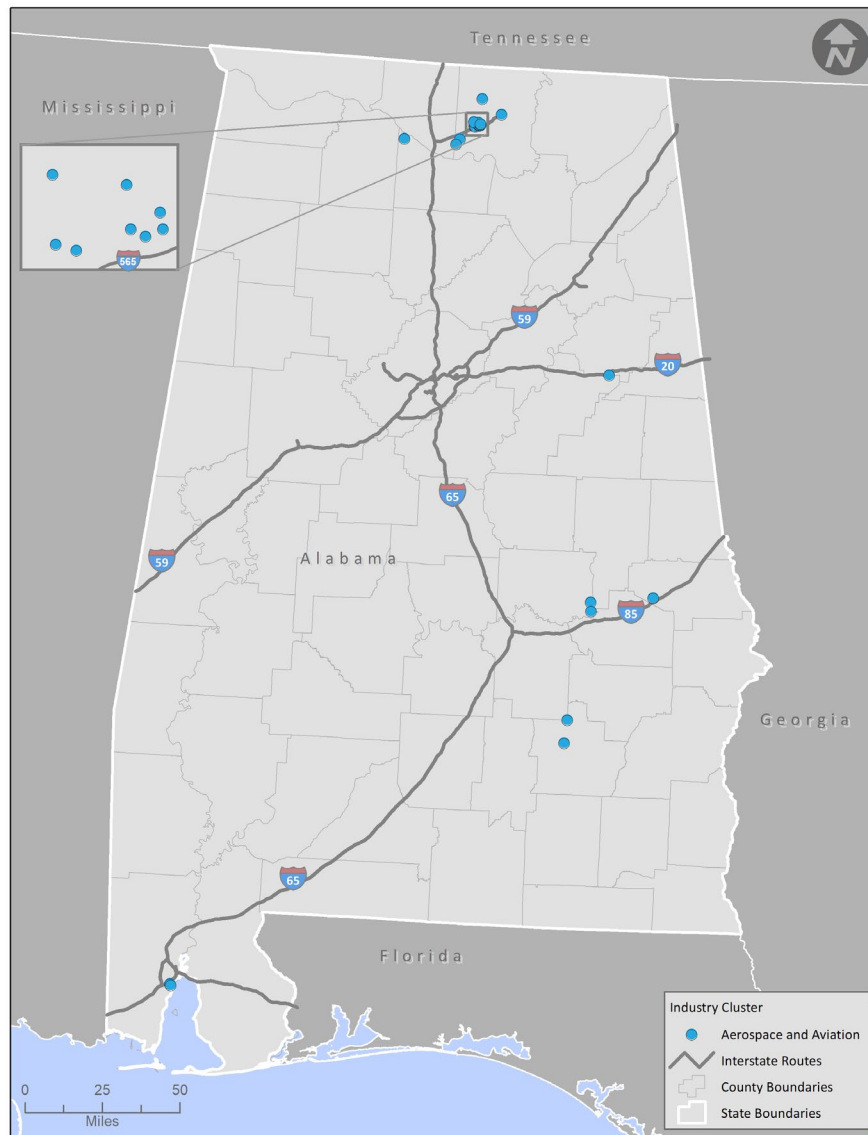 Tennessee
N
Mississippi
565
59
20
65
Alabama
59
85
Georgia
65
Florida
Industry Cluster
Aerospace and Aviation
Interstate Routes
County Boundaries
State Boundaries
0 25 50
Miles